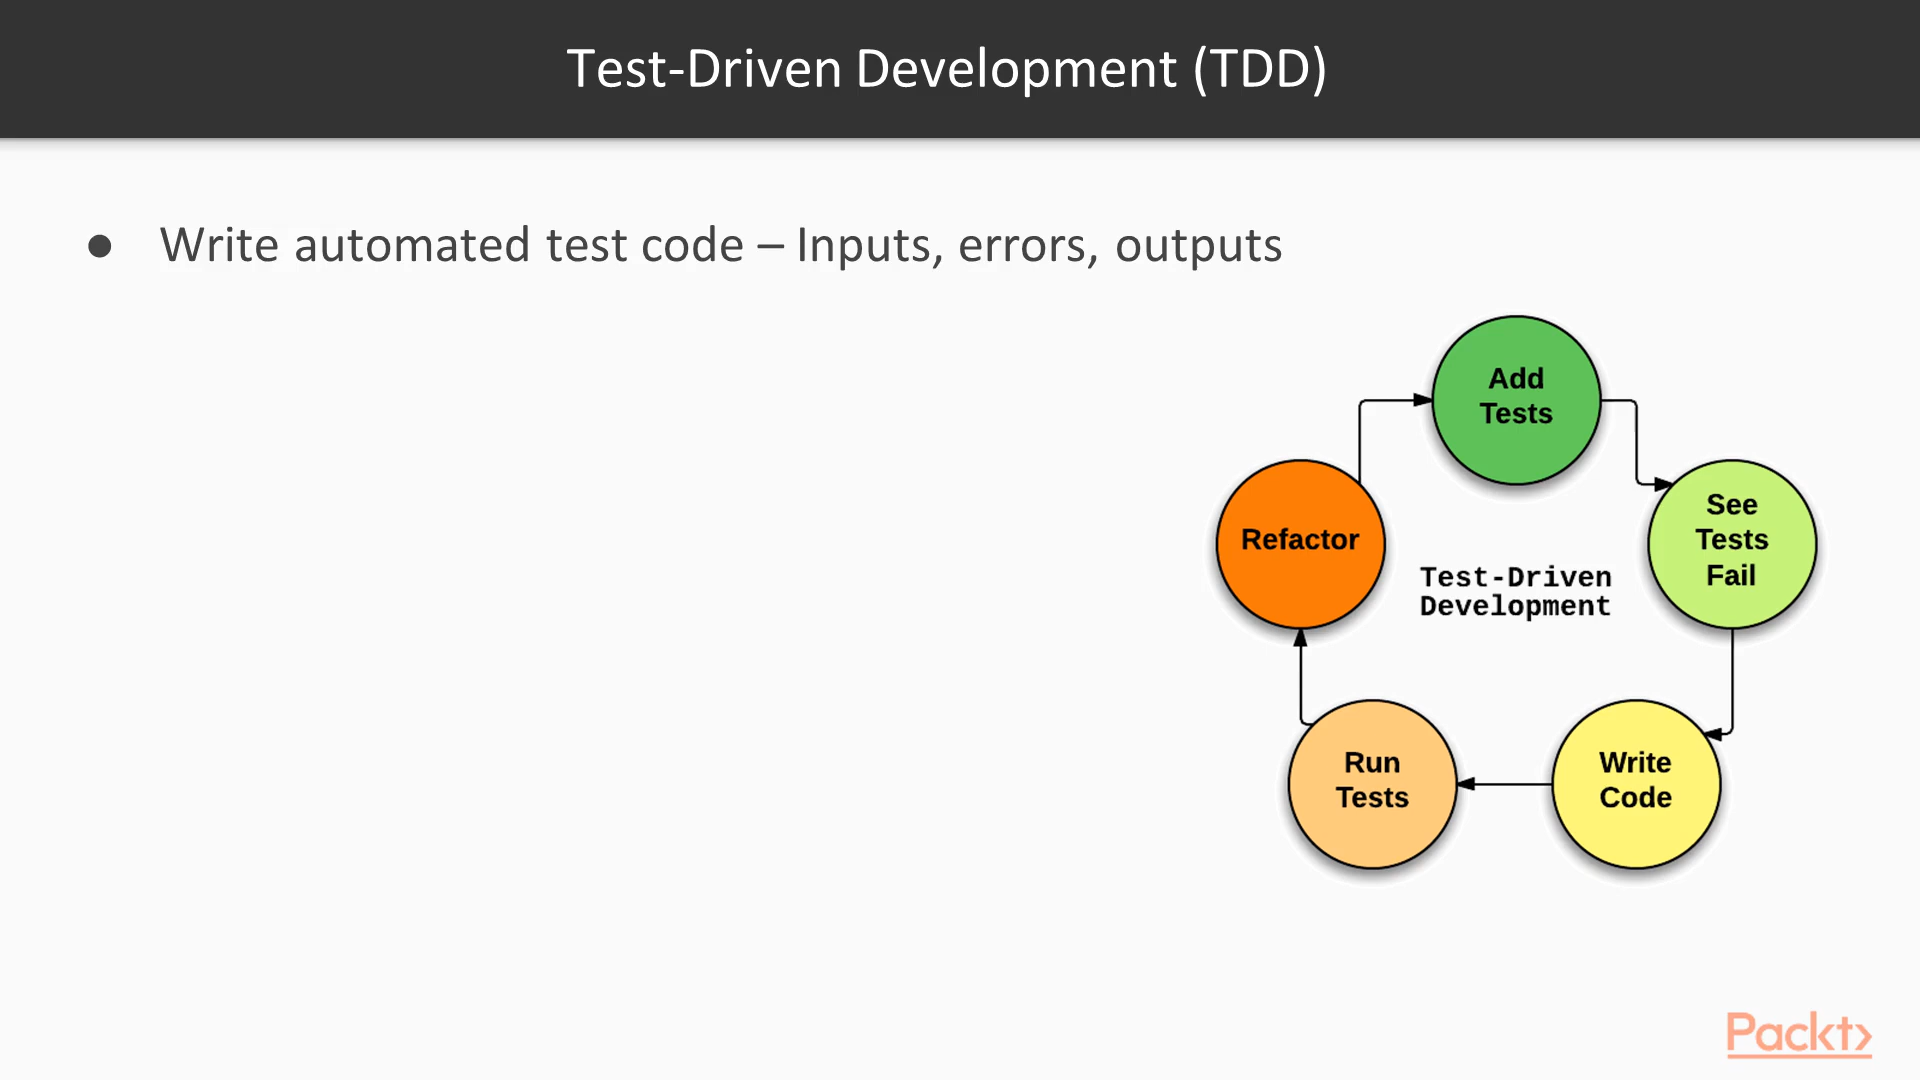 Test-Driven Development (TDD)
● Write automated test code – Inputs, errors, outputs
Add
Tests
See
Tests
Fail
Refactor
Test-Driven
Development
Run
Tests
Write
Code
Packt>